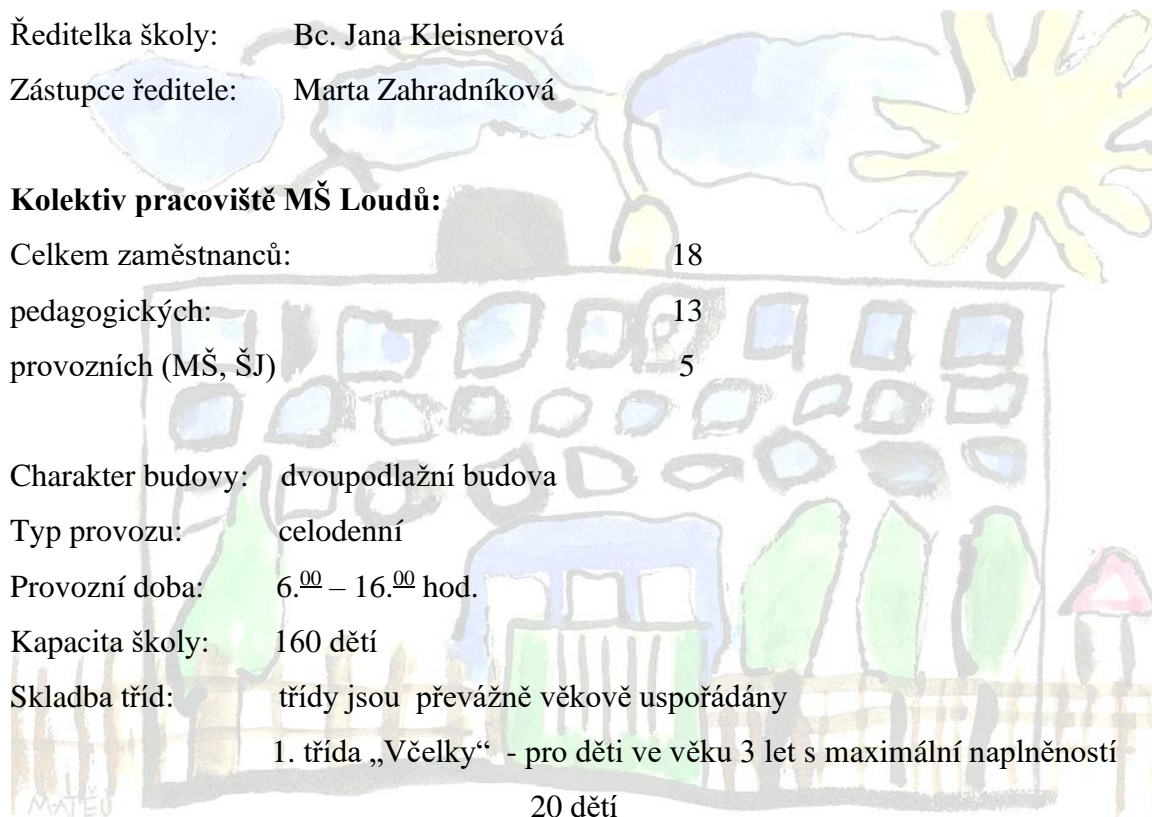 Ředitelka školy: Bc. Jana Kleisnerová
Zástupce ředitele: Marta Zahradníková
Kolektiv pracoviště MŠ Loudů:
Celkem zaměstnanců: 18
pedagogických: 13
provozních (MŠ, ŠJ) 5
Charakter budovy: dvoupodlažní budova
Typ provozu: celodenní
Provozní doba: 6.00 – 16.00 hod.
Kapacita školy: 160 dětí
Skladba tříd: třídy jsou převážně věkově uspořádány
1. třída „Včelky“ - pro děti ve věku 3 let s maximální naplněností
20 dětí
MATĚU